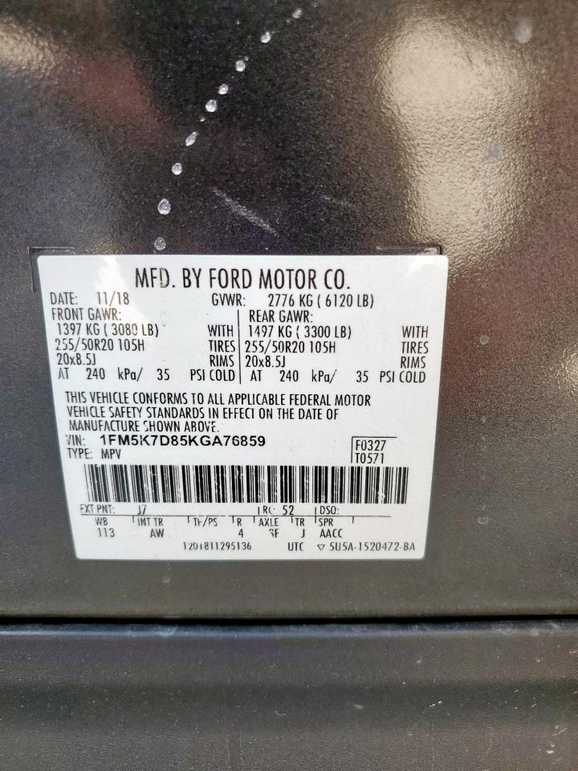 MFD. BY FORD MOTOR CO.
DATE: 11/18 GVWR: 2776 KG ( 6120 LB)
FRONT GAWR: REAR GAWR:
1397 KG ( 3080 LB) WITH 1497 KG ( 3300 LB) WITH
255/50R20 105H TIRES 255/50R20 105H TIRES
20x8.5J RIMS 20x8.5J RIMS
AT 240 kPa/ 35 PSI COLD AT 240 kPa/ 35 PSI COLD
THIS VEHICLE CONFORMS TO ALL APPLICABLE FEDERAL MOTOR
VEHICLE SAFETY STANDARDS IN EFFECT ON THE DATE OF
MANUFACTURE SHOWN ABOVE.
VIN: 1FM5K7D85KGA76859 F0327
TYPE: MPV T0571
EXT PNT: J7 RC: 52 DSO:
WB INT TR TP/PS R AXLE TR SPR
113 AW 4 3F J AACC
UTC ▽ 5U5A-1520472-BA